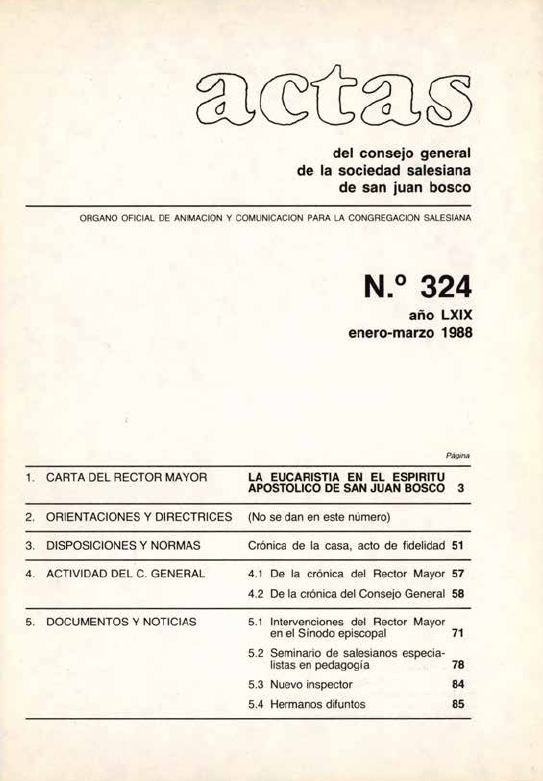 actas
del consejo general
de la sociedad salesiana
de san juan bosco
ORGANO OFICIAL DE ANIMACION Y COMUNICACION PARA LA CONGREGACION SALESIANA
N.º 324
año LXIX
enero-marzo 1988
Página
1. CARTA DEL RECTOR MAYOR LA EUCARISTIA EN EL ESPIRITU
APOSTOLICO DE SAN JUAN BOSCO 3
2. ORIENTACIONES Y DIRECTRICES (No se dan en este número)
3. DISPOSICIONES Y NORMAS Crónica de la casa, acto de fidelidad 51
4. ACTIVIDAD DEL C. GENERAL 4.1 De la crónica del Rector Mayor 57
4.2 De la crónica del Consejo General 58
5. DOCUMENTOS Y NOTICIAS 5.1 Intervenciones del Rector Mayor
en el Sínodo episcopal 71
5.2 Seminario de salesianos especia-
listas en pedagogía 78
5.3 Nuevo inspector 84
5.4 Hermanos difuntos 85